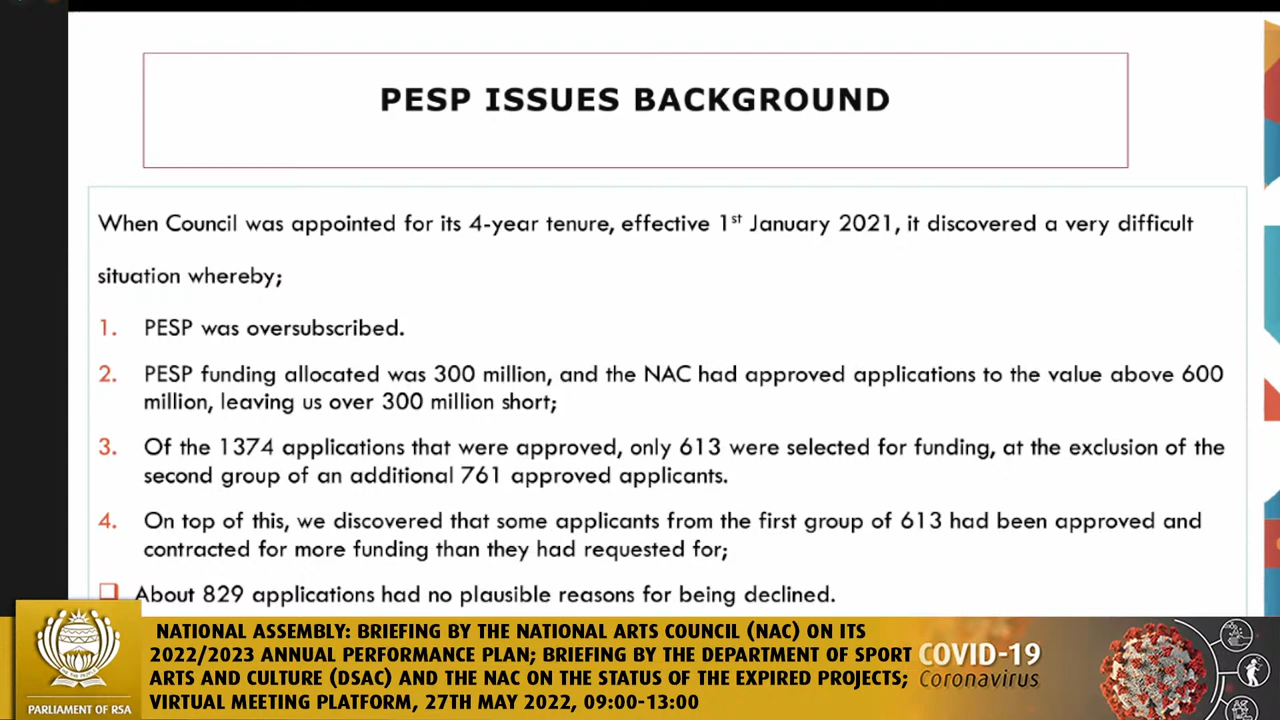 PESP ISSUES BACKGROUND
When Council was appointed for its 4-year tenure, effective 1st January 2021, it discovered a very difficult
situation whereby;
1. PESP was oversubscribed.
2. PESP funding allocated was 300 million, and the NAC had approved applications to the value above 600
million, leaving us over 300 million short;
3. Of the 1374 applications that were approved, only 613 were selected for funding, at the exclusion of the
second group of an additional 761 approved applicants.
4. On top of this, we discovered that some applicants from the first group of 613 had been approved and
contracted for more funding than they had requested for;
❑ About 829 applications had no plausible reasons for being declined.
NATIONAL ASSEMBLY: BRIEFING BY THE NATIONAL ARTS COUNCIL (NAC) ON ITS
2022/2023 ANNUAL PERFORMANCE PLAN; BRIEFING BY THE DEPARTMENT OF SPORT
ARTS AND CULTURE (DSAC) AND THE NAC ON THE STATUS OF THE EXPIRED PROJECTS;
VIRTUAL MEETING PLATFORM, 27TH MAY 2022, 09:00-13:00
PARLIAMENT OF RSA
COVID-19
Coronavirus